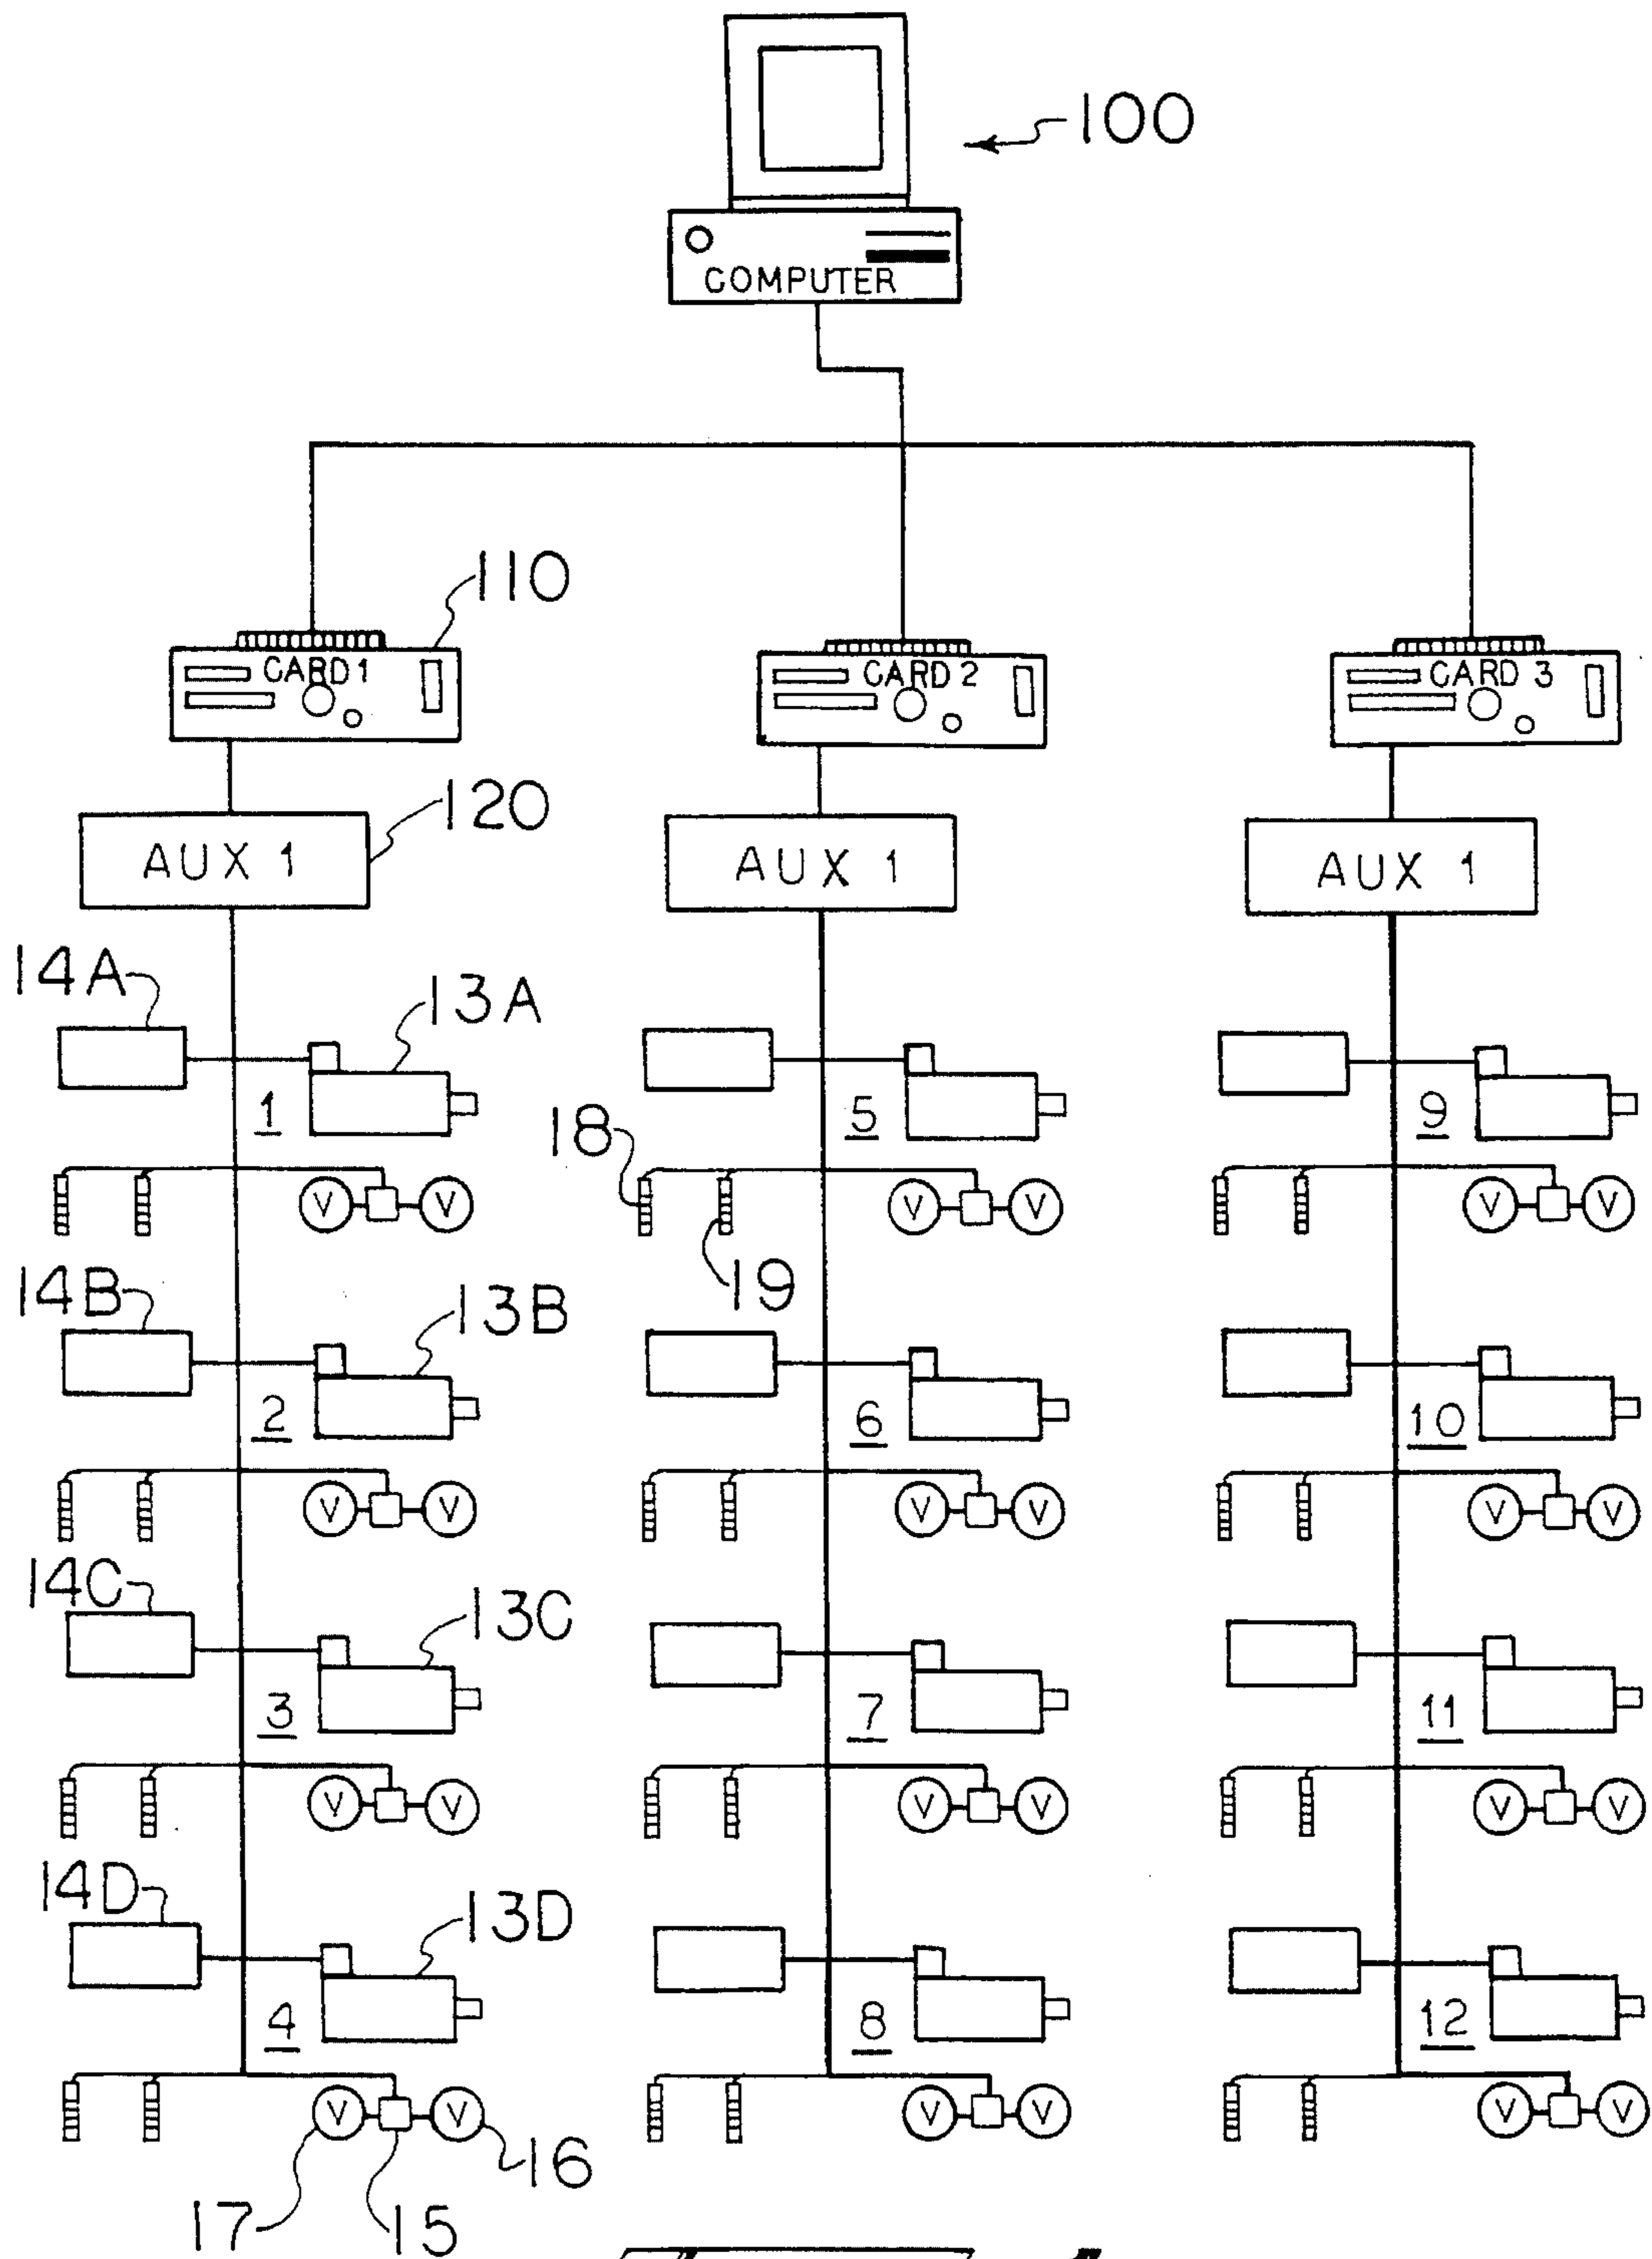 100
COMPUTER
110
CARD 1
CARD 2
CARD 3
120
AUX 1
AUX 1
AUX 1
14A
13A
1
5
9
18
19
V V
V V
V V
14B
13B
2
6
10
V V
V V
V V
14C
13C
3
7
11
V V
V V
V V
14D
13D
4
8
12
V V
V V
V V
17
15
16